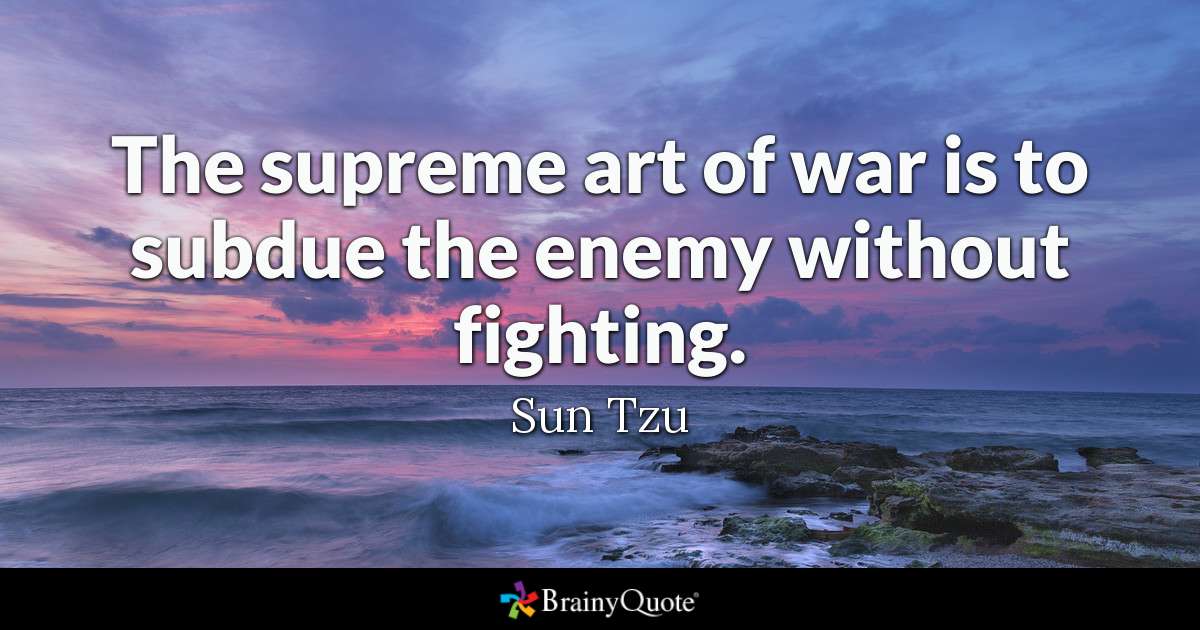 The supreme art of war is to
subdue the enemy without
fighting.
Sun Tzu
BrainyQuote®